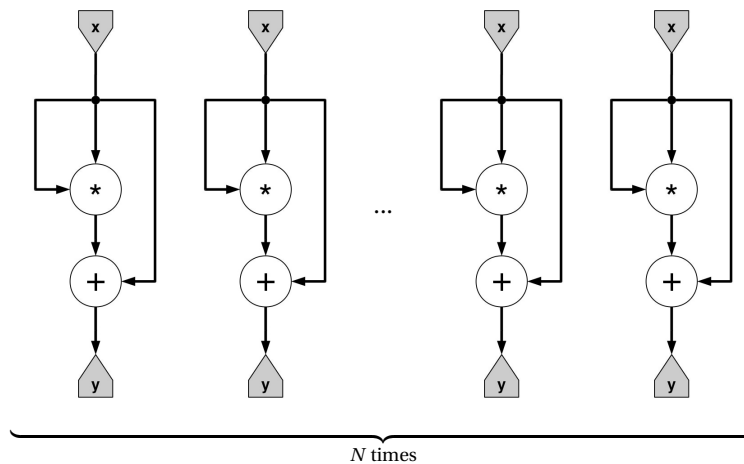 x x x x
* * ... * *
+ + + +
y y y y
N times